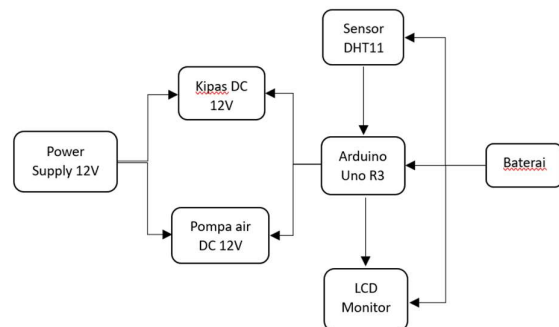 Sensor
DHT11
Kipas DC
12V
Power
Supply 12V
Arduino
Uno R3
Baterai
Pompa air
DC 12V
LCD
Monitor